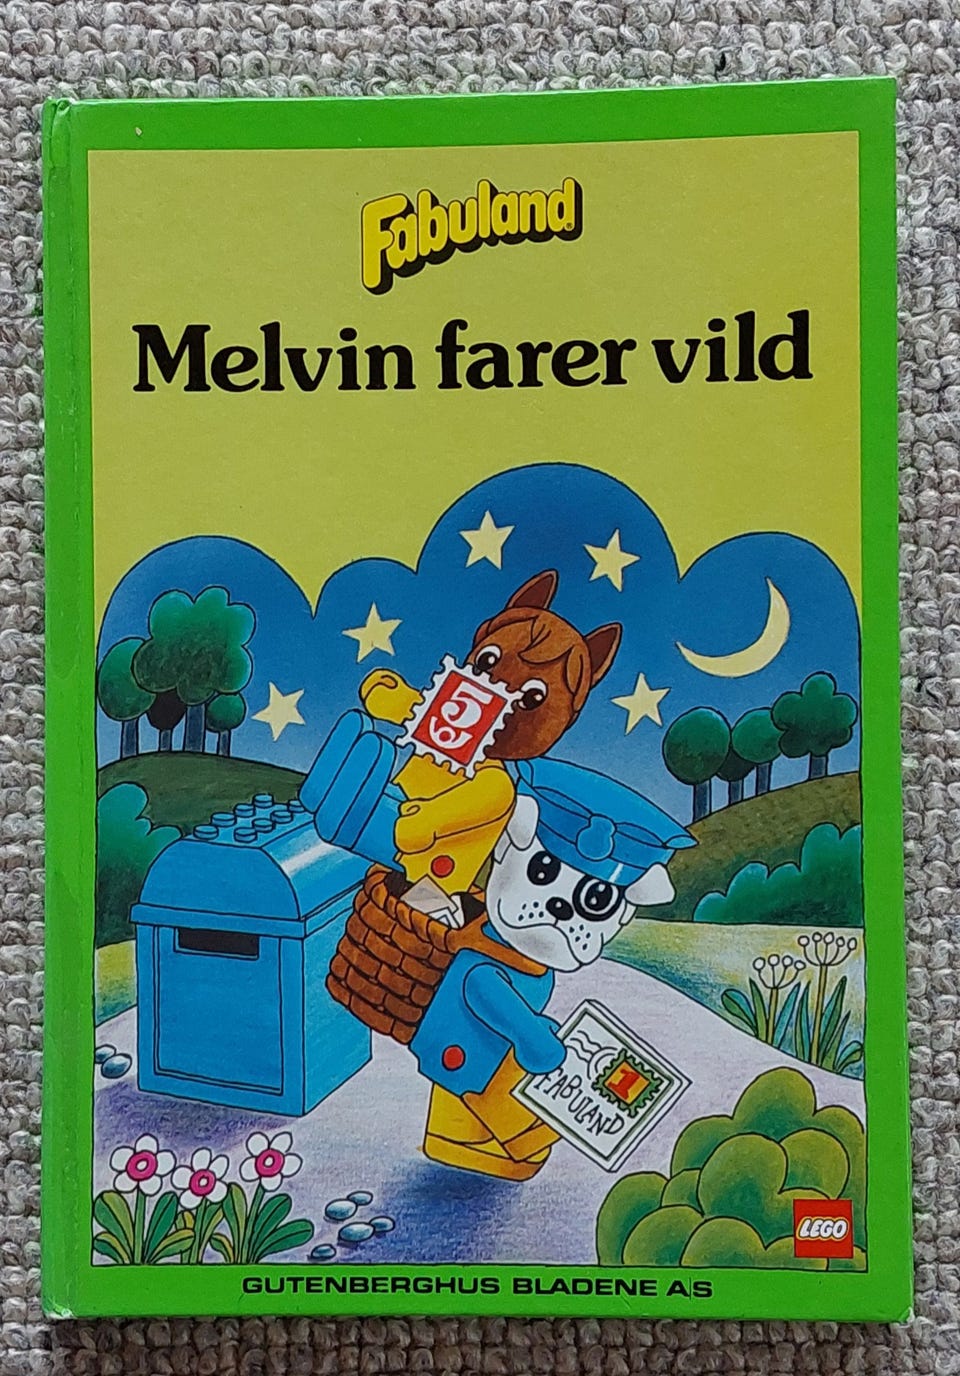 Fabuland®
Melvin farer vild
5
1
FABULAND
LEGO
GUTENBERGHUS BLADENE A/S